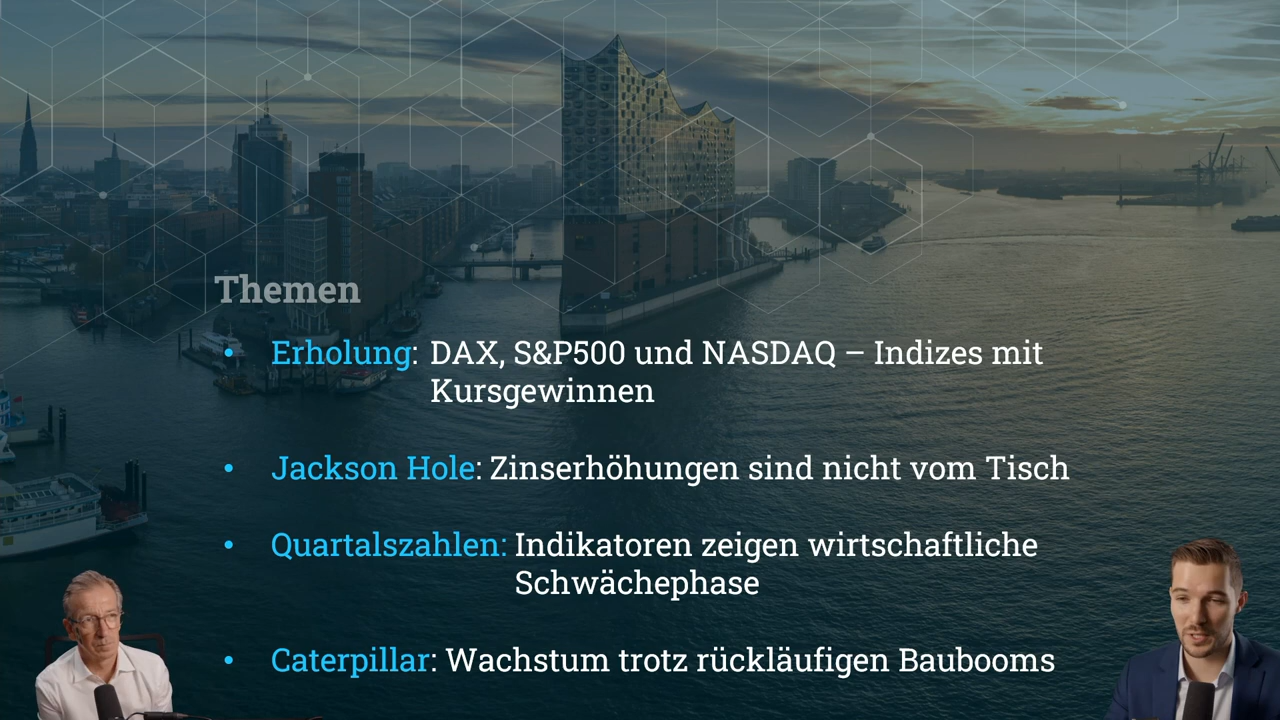 Themen
• Erholung: DAX, S&P500 und NASDAQ – Indizes mit
Kursgewinnen
• Jackson Hole: Zinserhöhungen sind nicht vom Tisch
• Quartalszahlen: Indikatoren zeigen wirtschaftliche
Schwächephase
• Caterpillar: Wachstum trotz rückläufigen Baubooms